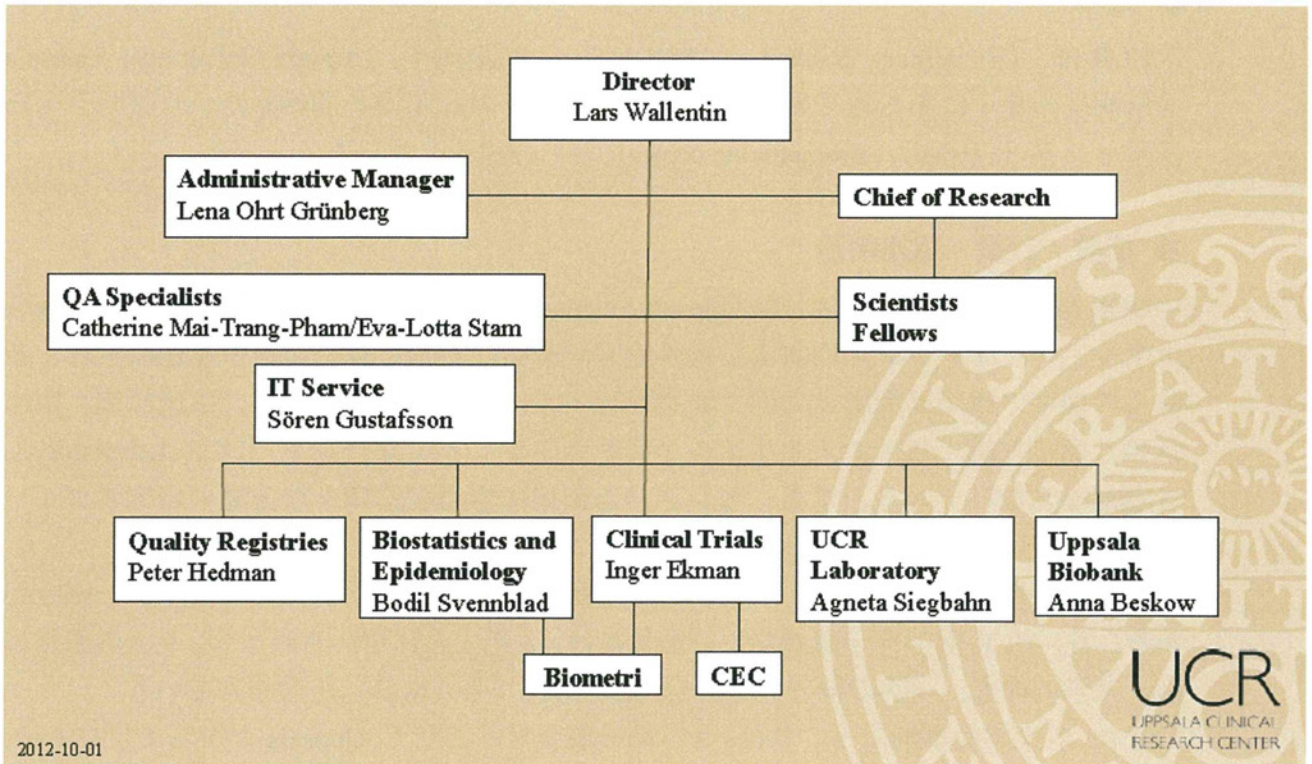 Director
Lars Wallentin
Administrative Manager
Lena Ohrt Grünberg
Chief of Research
QA Specialists
Catherine Mai-Trang-Pham/Eva-Lotta Stam
Scientists
Fellows
IT Service
Sören Gustafsson
Quality Registries
Peter Hedman
Biostatistics and
Epidemiology
Bodil Svennblad
Clinical Trials
Inger Ekman
UCR
Laboratory
Agneta Siegbahn
Uppsala
Biobank
Anna Beskow
Biometri
CEC
UCR
UPPSALA CLINICAL
RESEARCH CENTER
2012-10-01